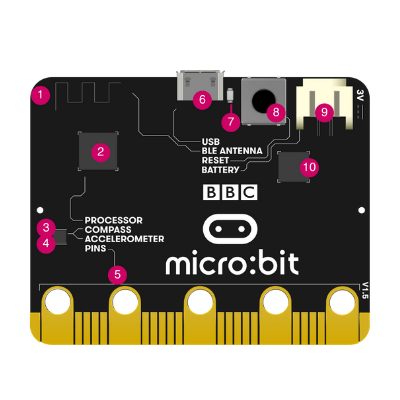 1
6
7
8
9
3V
2
USB
BLE ANTENNA
RESET
BATTERY
10
BBC
PROCESSOR
3
COMPASS
4
ACCELEROMETER
PINS
micro:bit
5
V1.5